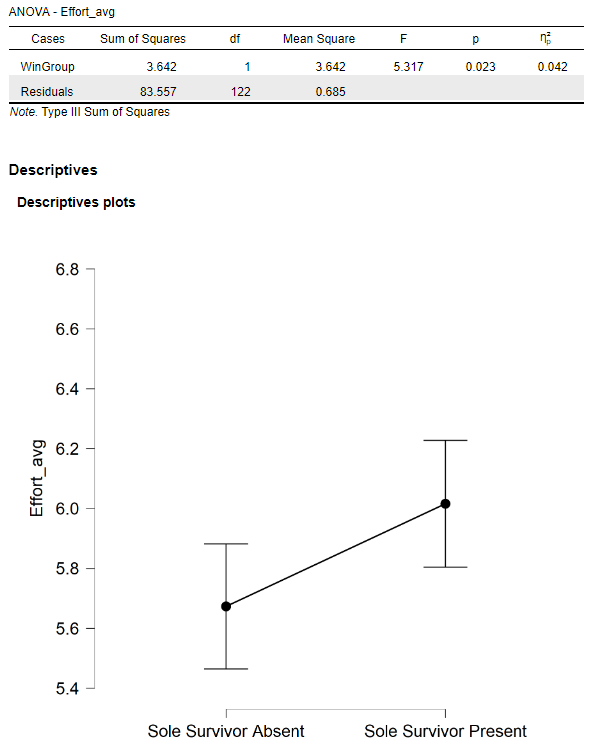 ANOVA - Effort_avg
Cases Sum of Squares df Mean Square F p η²p
WinGroup 3.642 1 3.642 5.317 0.023 0.042
Residuals 83.557 122 0.685
Note. Type III Sum of Squares
Descriptives
Descriptives plots
6.8
6.6
6.4
6.2
6.0
5.8
5.6
5.4
Effort_avg
Sole Survivor Absent Sole Survivor Present